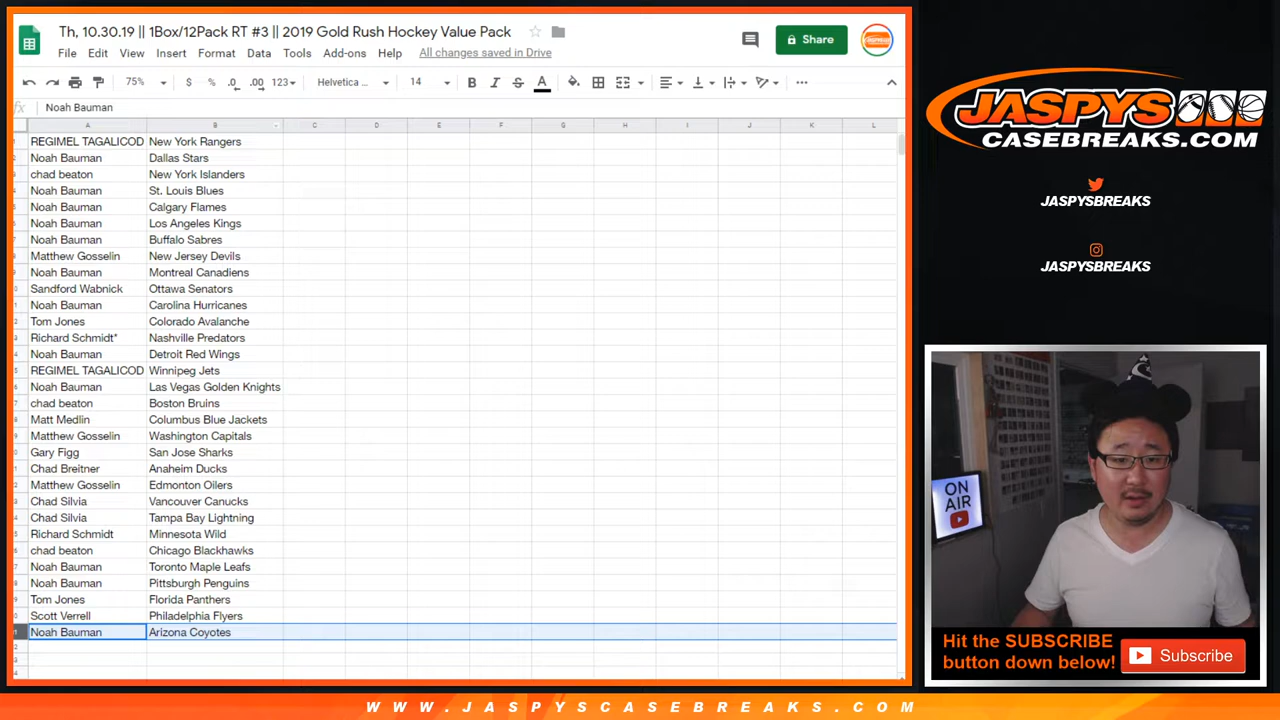 Th, 10.30.19 || 1Box/12Pack RT #3 || 2019 Gold Rush Hockey Value Pack
File Edit View Insert Format Data Tools Add-ons Help All changes saved in Drive
Share
75% $ % .0 .00 123 Helvetica ... 14 B I S A ...
fx Noah Bauman
A B C D E F G H I J K L
REGIMEL TAGALICOD New York Rangers
Noah Bauman Dallas Stars
chad beaton New York Islanders
Noah Bauman St. Louis Blues
Noah Bauman Calgary Flames
Noah Bauman Los Angeles Kings
Noah Bauman Buffalo Sabres
Matthew Gosselin New Jersey Devils
Noah Bauman Montreal Canadiens
Sandford Wabnick Ottawa Senators
Noah Bauman Carolina Hurricanes
Tom Jones Colorado Avalanche
Richard Schmidt* Nashville Predators
Noah Bauman Detroit Red Wings
REGIMEL TAGALICOD Winnipeg Jets
Noah Bauman Las Vegas Golden Knights
chad beaton Boston Bruins
Matt Medlin Columbus Blue Jackets
Matthew Gosselin Washington Capitals
Gary Figg San Jose Sharks
Chad Breitner Anaheim Ducks
Matthew Gosselin Edmonton Oilers
Chad Silvia Vancouver Canucks
Chad Silvia Tampa Bay Lightning
Richard Schmidt Minnesota Wild
chad beaton Chicago Blackhawks
Noah Bauman Toronto Maple Leafs
Noah Bauman Pittsburgh Penguins
Tom Jones Florida Panthers
Scott Verrell Philadelphia Flyers
Noah Bauman Arizona Coyotes
JASPYS
CASEBREAKS.COM
JASPYSBREAKS
JASPYSBREAKS
ON
AIR
Hit the SUBSCRIBE
button down below!
Subscribe
WWW.JASPYSCASEBREAKS.COM